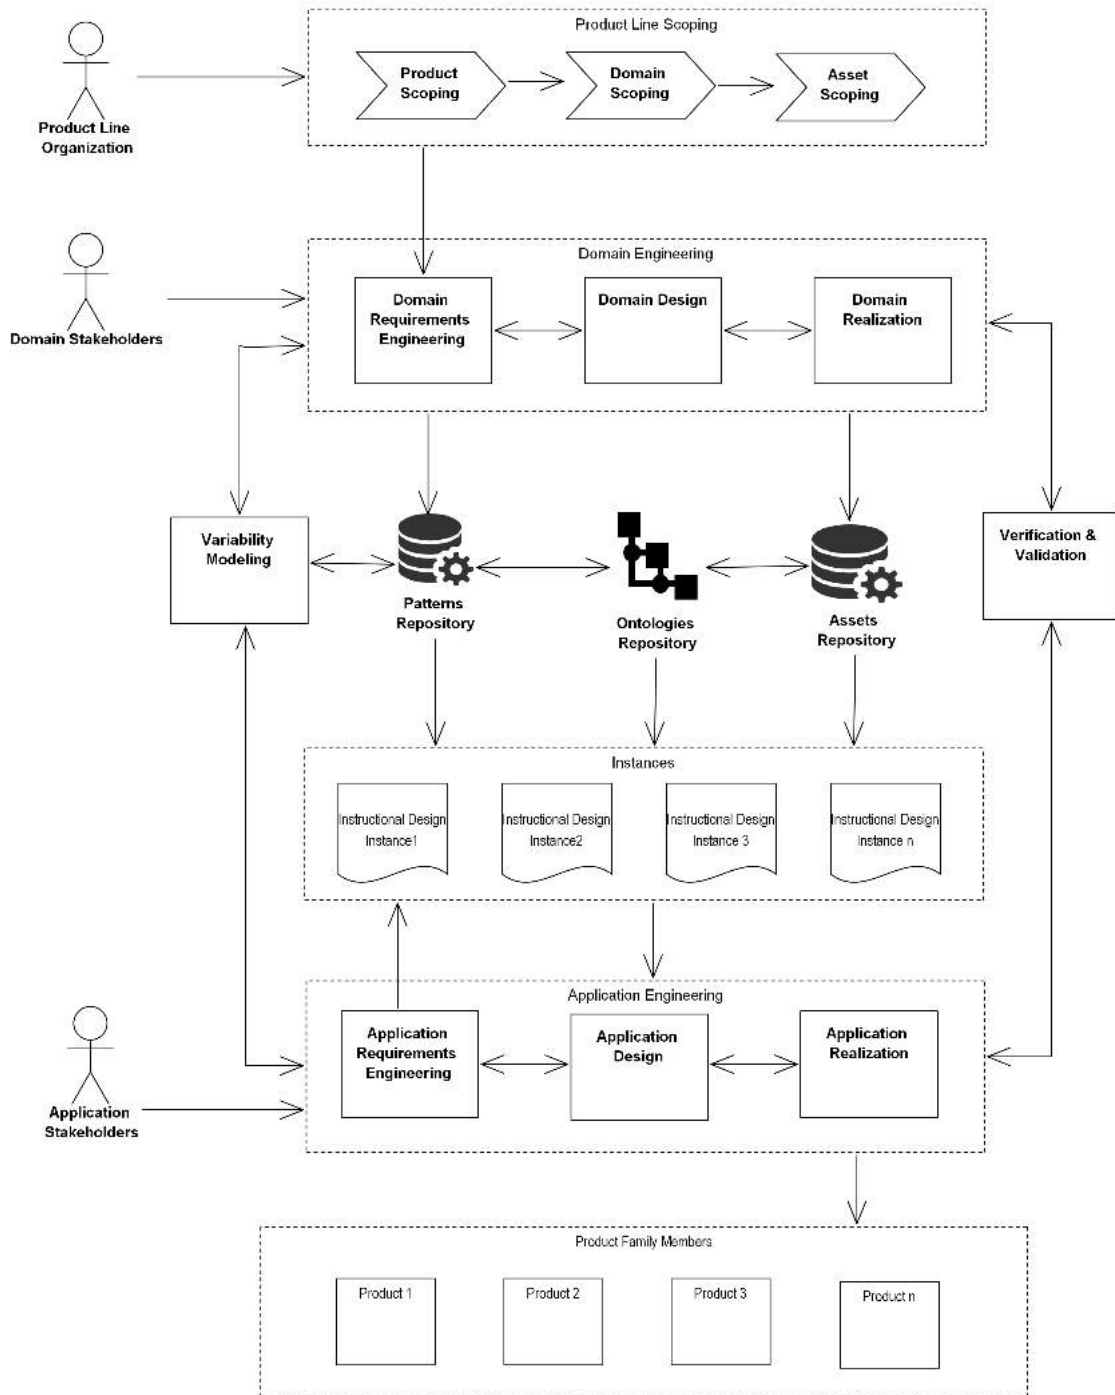 Product Line Scoping
Product
Scoping
Domain
Scoping
Asset
Scoping
Product Line
Organization
Domain Engineering
Domain
Requirements
Engineering
Domain Design
Domain
Realization
Domain Stakeholders
Variability
Modeling
Patterns
Repository
Ontologies
Repository
Assets
Repository
Verification &
Validation
Instances
Instructional Design
Instance1
Instructional Design
Instance2
Instructional Design
Instance 3
Instructional Design
Instance n
Application Engineering
Application
Requirements
Engineering
Application
Design
Application
Realization
Application
Stakeholders
Product Family Members
Product 1
Product 2
Product 3
Product n